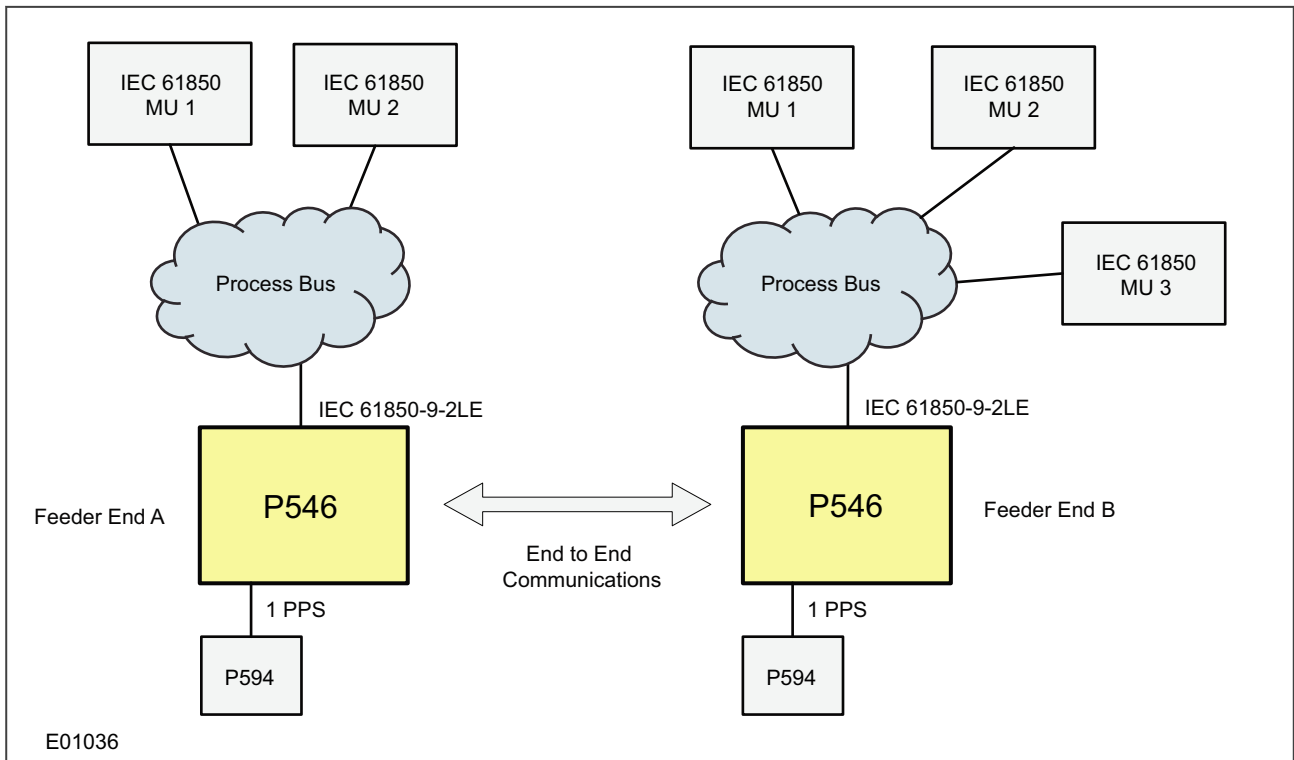 IEC 61850
MU 1
IEC 61850
MU 2
IEC 61850
MU 1
IEC 61850
MU 2
IEC 61850
MU 3
Process Bus
Process Bus
IEC 61850-9-2LE
IEC 61850-9-2LE
Feeder End A
P546
P546
Feeder End B
End to End
Communications
1 PPS
1 PPS
P594
P594
E01036